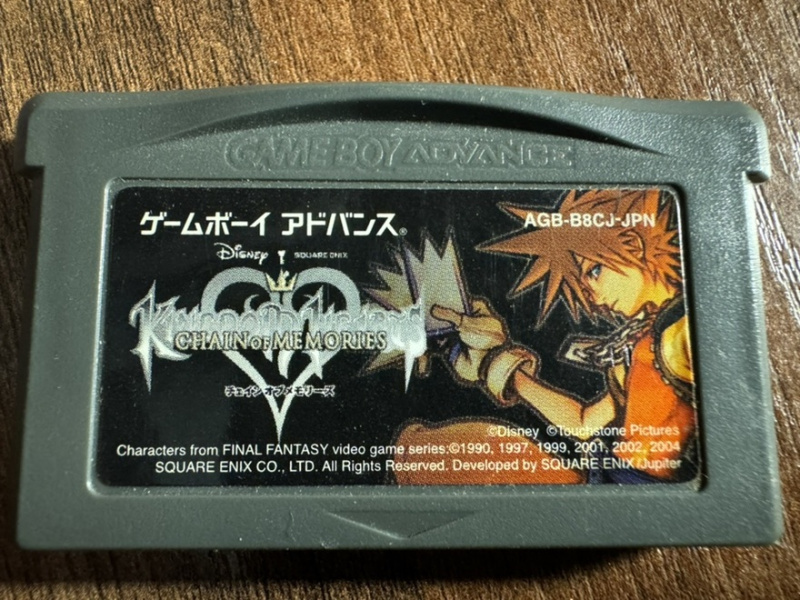 GAME BOY ADVANCE
ゲームボーイ アドバンス®
AGB-B8CJ-JPN
Disney SQUARE ENIX
KINGDOM HEARTS
CHAIN OF MEMORIES
チェイン オブ メモリーズ
©Disney ©Touchstone Pictures
Characters from FINAL FANTASY video game series:©1990, 1997, 1999, 2001, 2002, 2004
SQUARE ENIX CO., LTD. All Rights Reserved. Developed by SQUARE ENIX/Jupiter